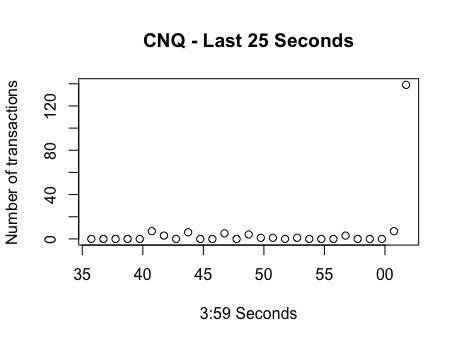 CNQ - Last 25 Seconds
Number of transactions
120
80
40
0
35 40 45 50 55 00
3:59 Seconds